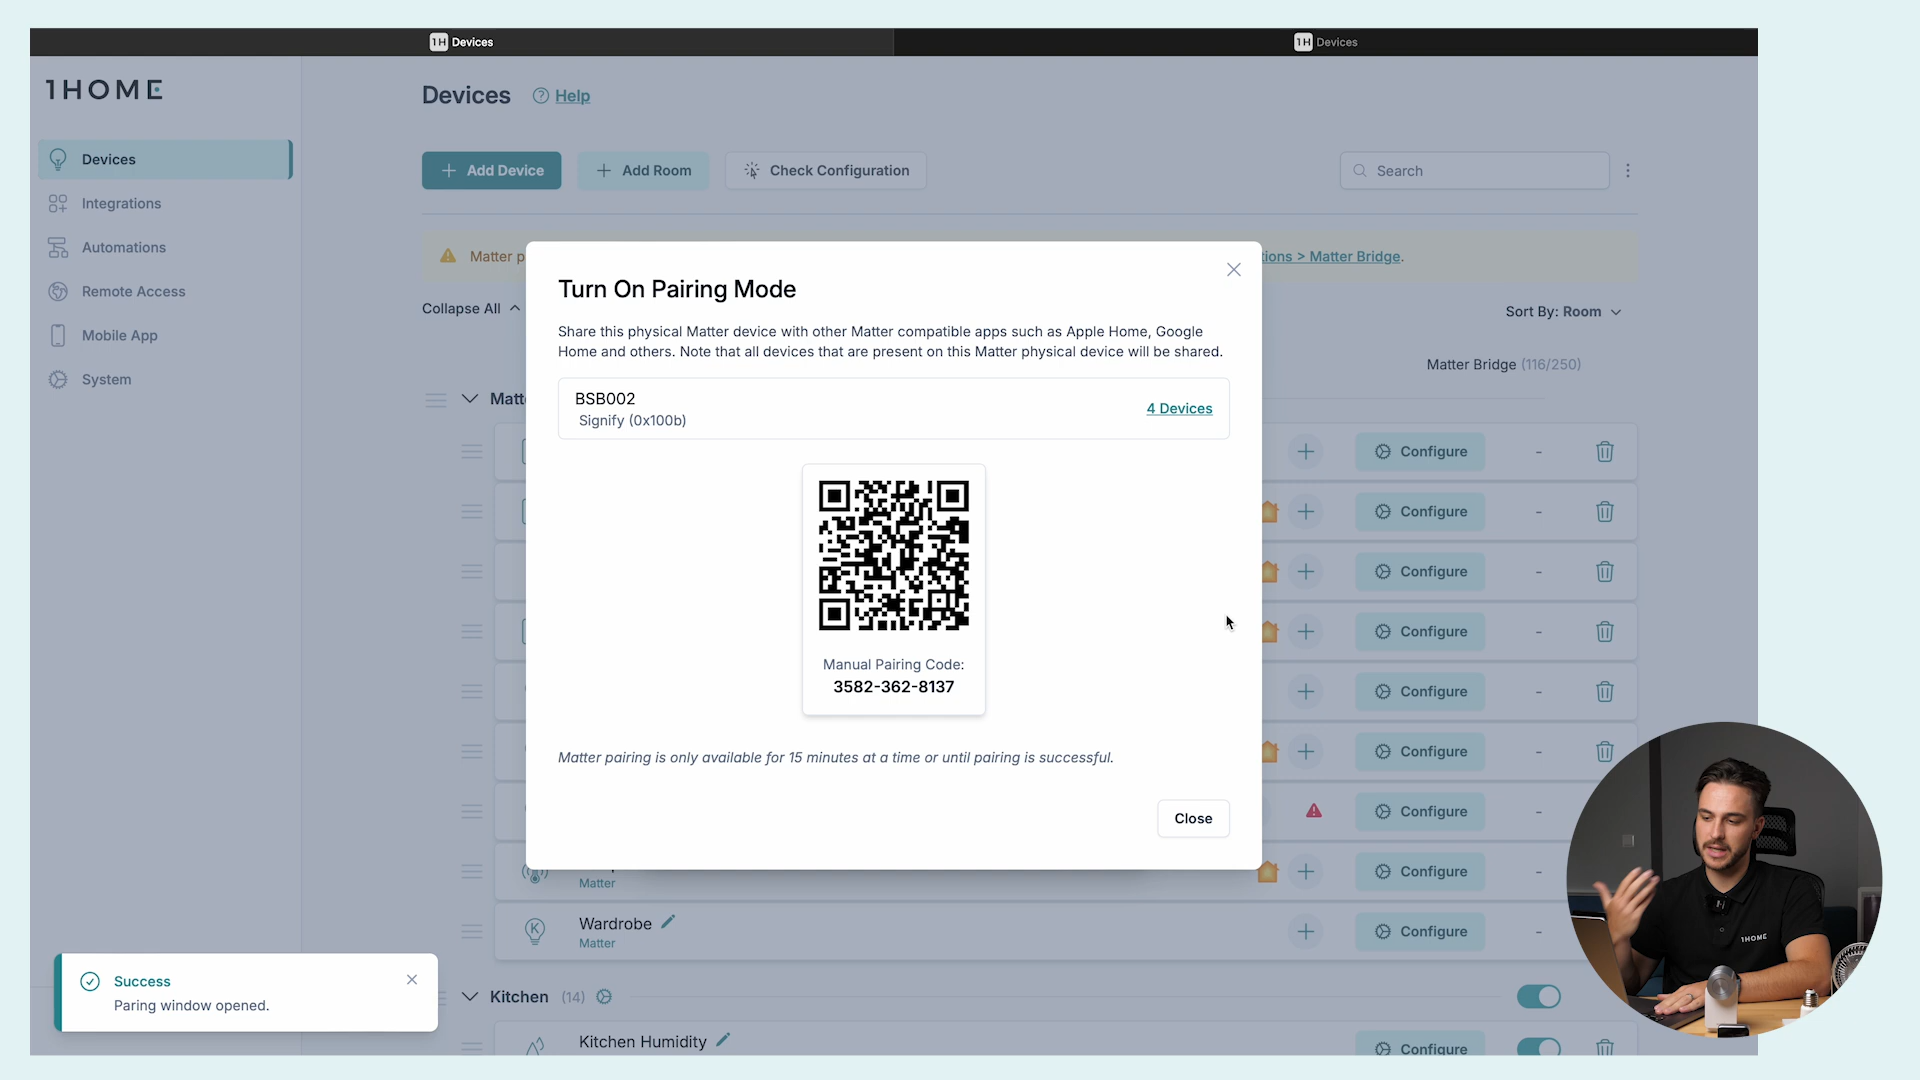 1H Devices
1H Devices
1HOME
Devices
Integrations
Automations
Remote Access
Mobile App
System
Devices
Help
Add Device
Add Room
Check Configuration
Search
Matter p
tions > Matter Bridge.
Collapse All
Sort By: Room
Matter Bridge (116/250)
Matt
Turn On Pairing Mode
Share this physical Matter device with other Matter compatible apps such as Apple Home, Google
Home and others. Note that all devices that are present on this Matter physical device will be shared.
BSB002
Signify (0x100b)
4 Devices
Manual Pairing Code:
3582-362-8137
Matter pairing is only available for 15 minutes at a time or until pairing is successful.
Close
Configure -
Configure -
Configure -
Configure -
Configure -
Configure -
Configure -
Matter
Configure -
Wardrobe
Matter
Configure -
Kitchen (14)
Kitchen Humidity
Configure
Success
Paring window opened.
1HOME